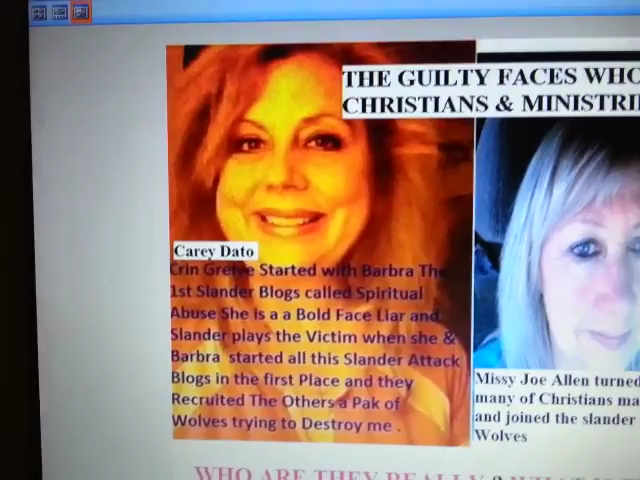 THE GUILTY FACES WHO
CHRISTIANS & MINISTRI
Carey Dato
Crin Greive Started with Barbra The
1st Slander Blogs called Spiritual
Abuse She is a a Bold Face Liar and
Slander plays the Victim when she &
Barbra started all this Slander Attack
Blogs in the first Place and they
Recruited The Others a Pak of
Wolves trying to Destroy me .
Missy Joe Allen turned
many of Christians ma
and joined the slander
Wolves
WHO ARE THEY REALLY ?